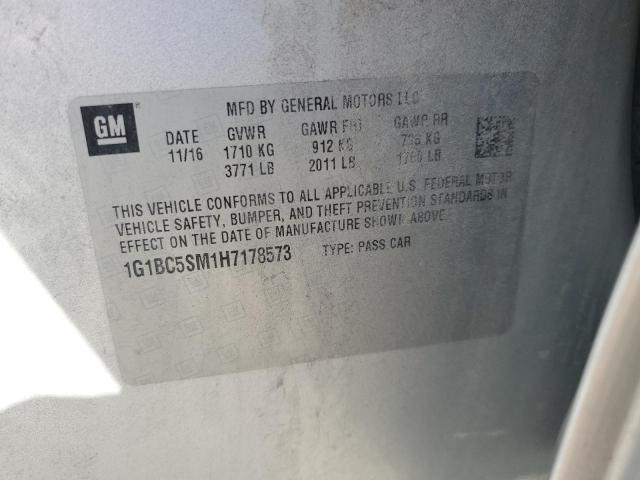 GM
MFD BY GENERAL MOTORS LLC
DATE GVWR GAWR FRT GAWR RR
11/16 1710 KG 912 KG KG
3771 LB 2011 LB LB
THIS VEHICLE CONFORMS TO ALL APPLICABLE U.S. FEDERAL MOTOR
VEHICLE SAFETY, BUMPER, AND THEFT PREVENTION STANDARDS IN
EFFECT ON THE DATE OF MANUFACTURE SHOWN ABOVE.
1G1BC5SM1H7178573 TYPE: PASS CAR